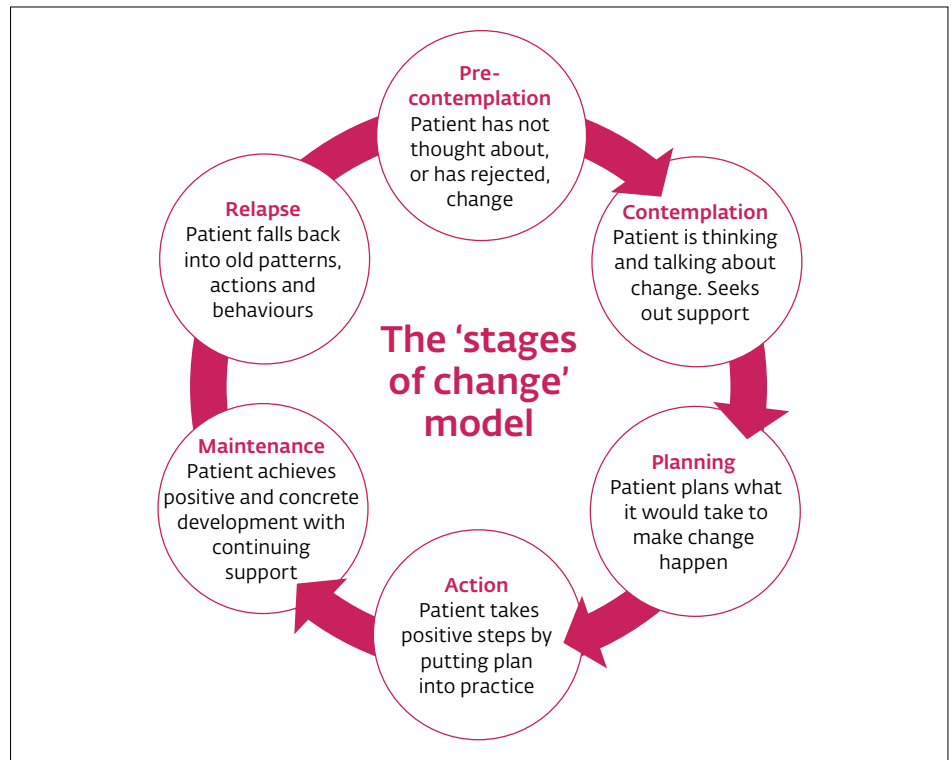 Pre-
contemplation
Patient has not
thought about,
or has rejected,
change
Contemplation
Patient is thinking
and talking about
change. Seeks
out support
Planning
Patient plans what
it would take to
make change
happen
Action
Patient takes
positive steps by
putting plan
into practice
Maintenance
Patient achieves
positive and concrete
development with
continuing
support
Relapse
Patient falls back
into old patterns,
actions and
behaviours
The ‘stages
of change’
model